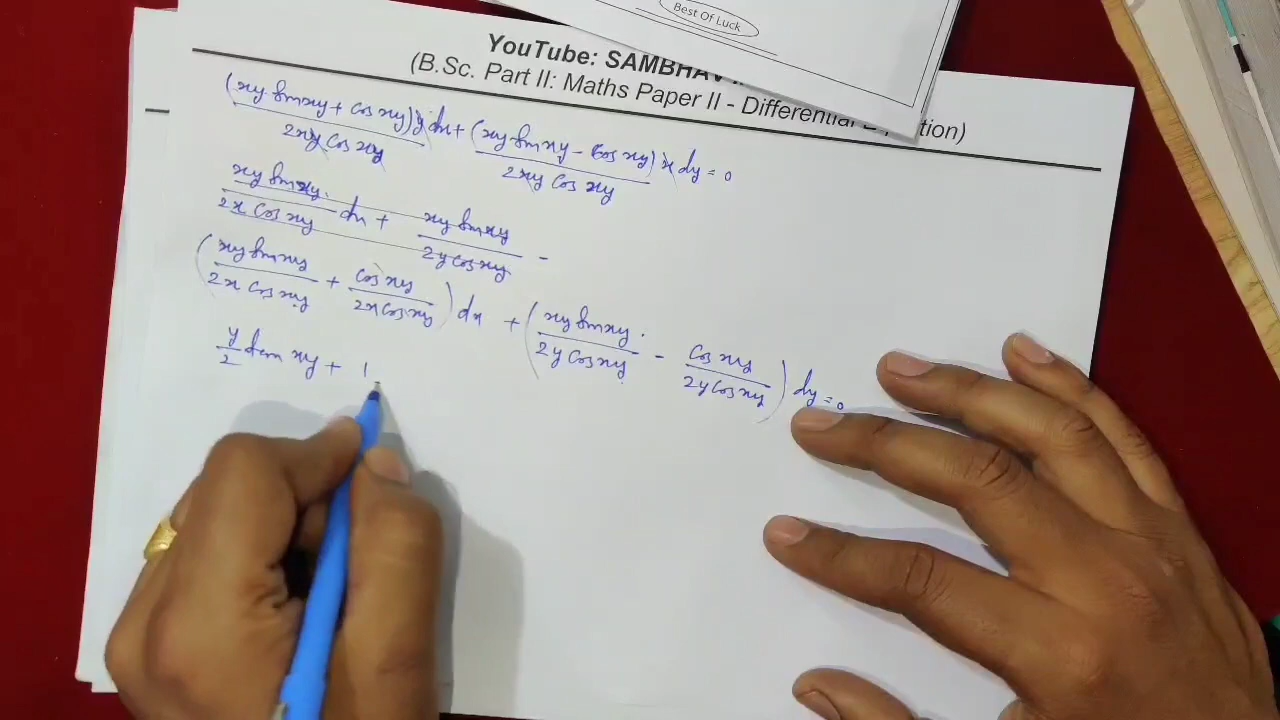 Best Of Luck
YouTube: SAMBHAV
(B.Sc. Part II: Maths Paper II - Differential Equation)
(xy sin xy + cos xy) y dx / 2xy cos xy + (xy sin xy - cos xy) x dy / 2xy cos xy = 0
xy sin xy / 2x cos xy dx + xy sin xy / 2y cos xy -
(xy sin xy / 2x cos xy + cos xy / 2x cos xy) dx + (xy sin xy / 2y cos xy - cos xy / 2y cos xy) dy = 0
y/2 tan xy + 1